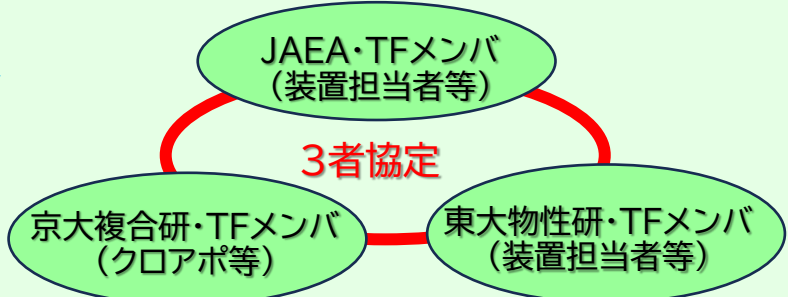 JAEA･TFメンバ
（装置担当者等）
3者協定
京大複合研･TFメンバ
（クロアポ等）
東大物性研･TFメンバ
（装置担当者等）